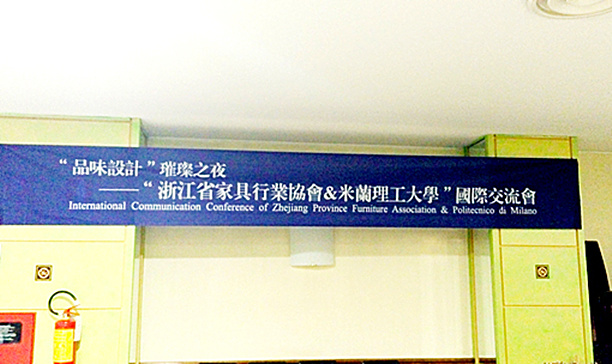 “品味設計”璀璨之夜
——“浙江省家具行業協會&米蘭理工大學”國際交流會
International Communication Conference of Zhejiang Province Furniture Association & Politecnico di Milano